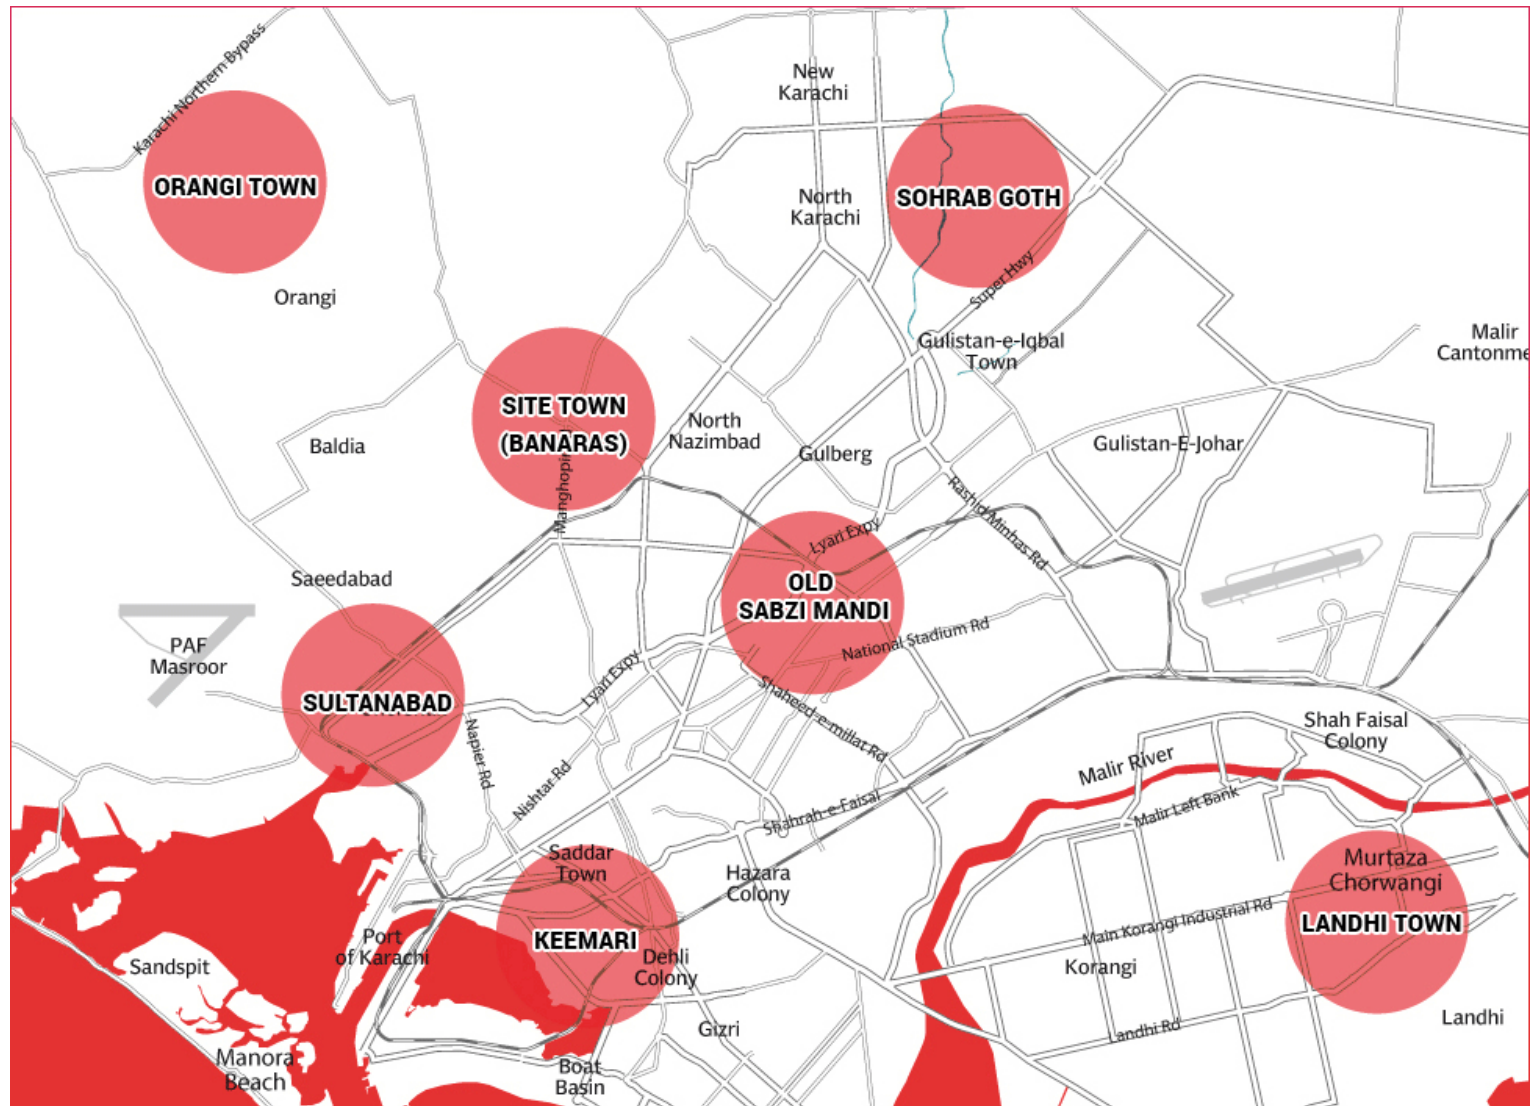 Karachi Northern Bypass
New
Karachi
ORANGI TOWN
SOHRAB GOTH
North
Karachi
Super Hwy
Orangi
Gulistan-e-Iqbal
Town
Malir
Cantonme
SITE TOWN
(BANARAS)
North
Nazimbad
Baldia
Gulberg
Gulistan-E-Johar
Manghopir
Rashid Minhas Rd
Lyari Expy
Saeedabad
OLD
SABZI MANDI
PAF
Masroor
National Stadium Rd
Lyari Expy
SULTANABAD
Shaheed-e-millat Rd
Napier Rd
Shah Faisal
Colony
Malir River
Nishtar Rd
Shahrah-e-Faisal
Malir Left Bank
Saddar
Town
Hazara
Colony
Murtaza
Chorwangi
LANDHI TOWN
Main Korangi Industrial Rd
KEEMARI
Port
of Karachi
Dehli
Colony
Sandspit
Korangi
Landhi
Gizri
Landhi Rd
Manora
Beach
Boat
Basin